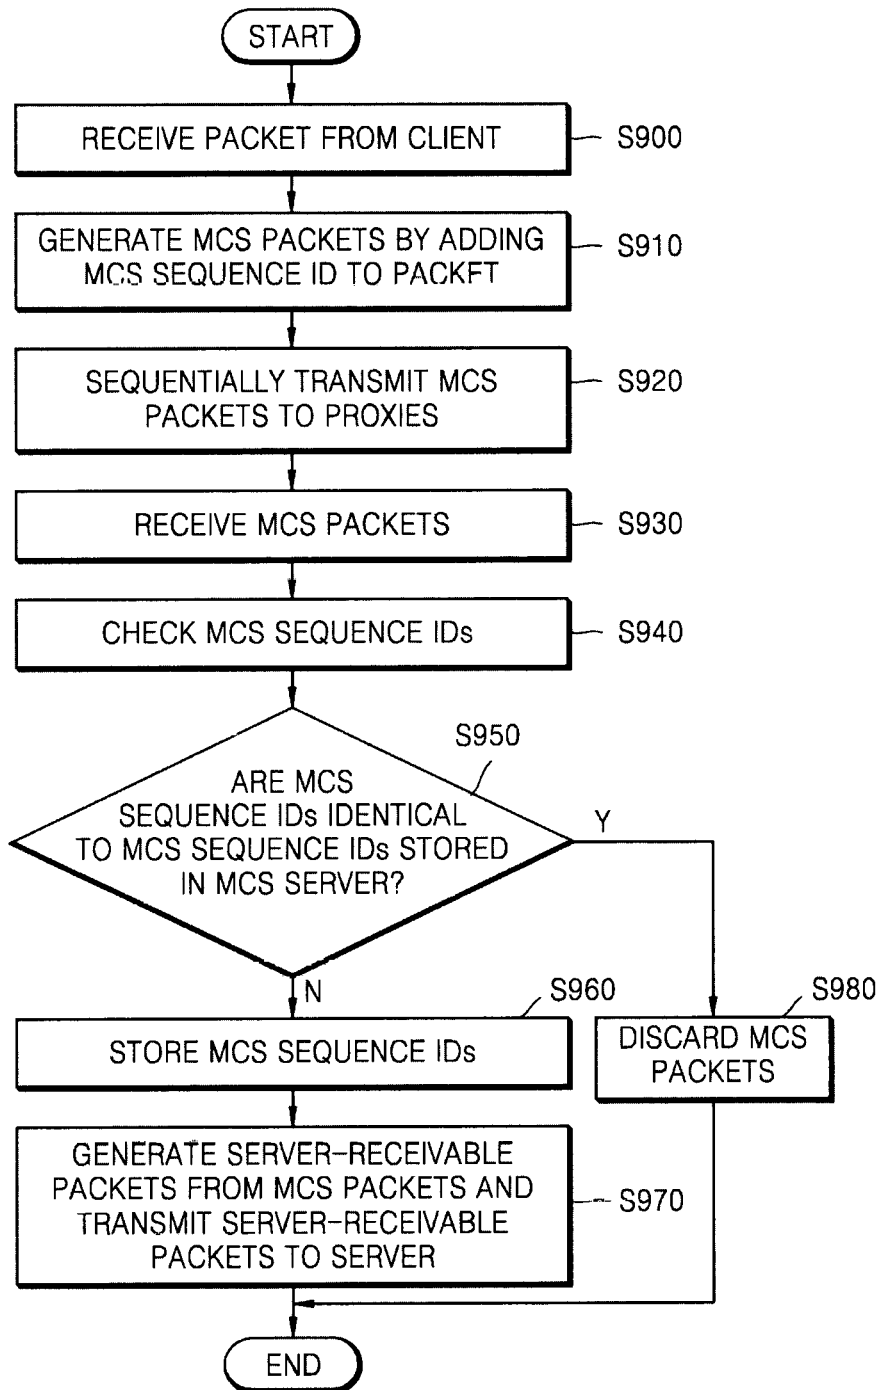 START
RECEIVE PACKET FROM CLIENT
S900
GENERATE MCS PACKETS BY ADDING
MCS SEQUENCE ID TO PACKFT
S910
SEQUENTIALLY TRANSMIT MCS
PACKETS TO PROXIES
S920
RECEIVE MCS PACKETS
S930
CHECK MCS SEQUENCE IDs
S940
S950
ARE MCS
SEQUENCE IDs IDENTICAL
TO MCS SEQUENCE IDs STORED
IN MCS SERVER?
Y
N
S960
STORE MCS SEQUENCE IDs
S980
DISCARD MCS
PACKETS
GENERATE SERVER-RECEIVABLE
PACKETS FROM MCS PACKETS AND
TRANSMIT SERVER-RECEIVABLE
PACKETS TO SERVER
S970
END